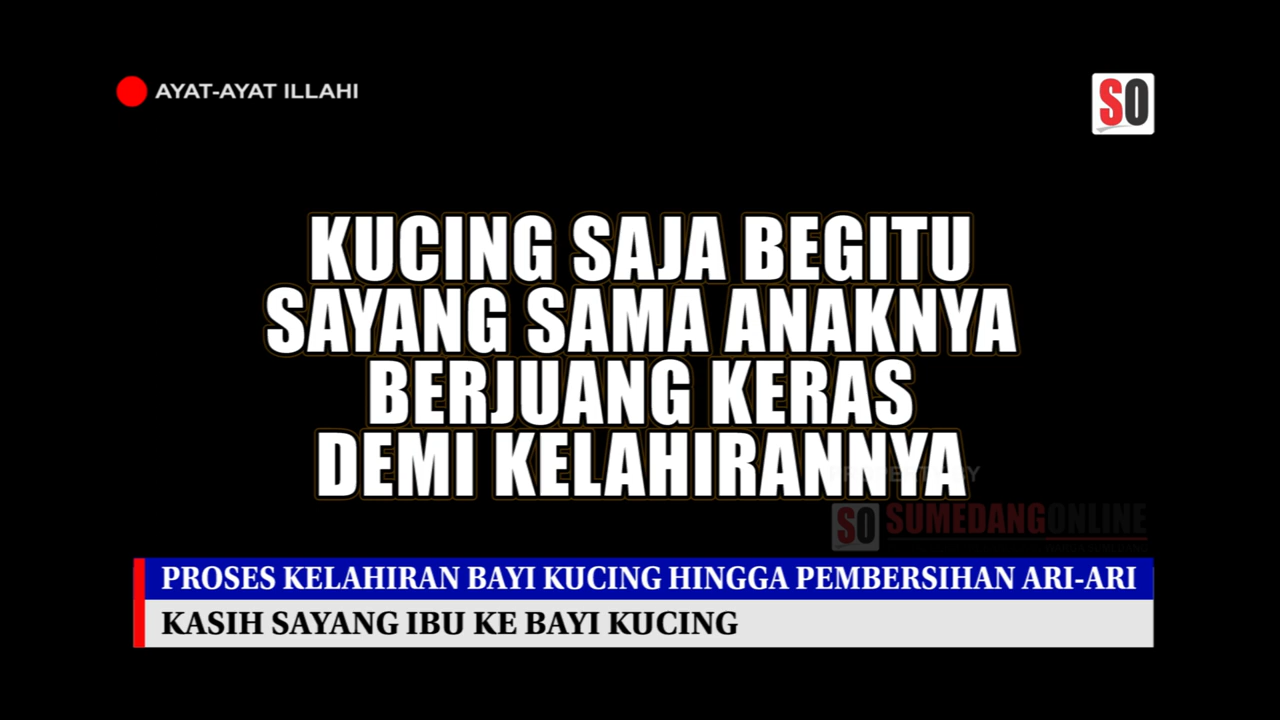 AYAT-AYAT ILLAHI
SO
KUCING SAJA BEGITU
SAYANG SAMA ANAKNYA
BERJUANG KERAS
DEMI KELAHIRANNYA
SO SUMEDANGONLINE
PROSES KELAHIRAN BAYI KUCING HINGGA PEMBERSIHAN ARI-ARI
KASIH SAYANG IBU KE BAYI KUCING